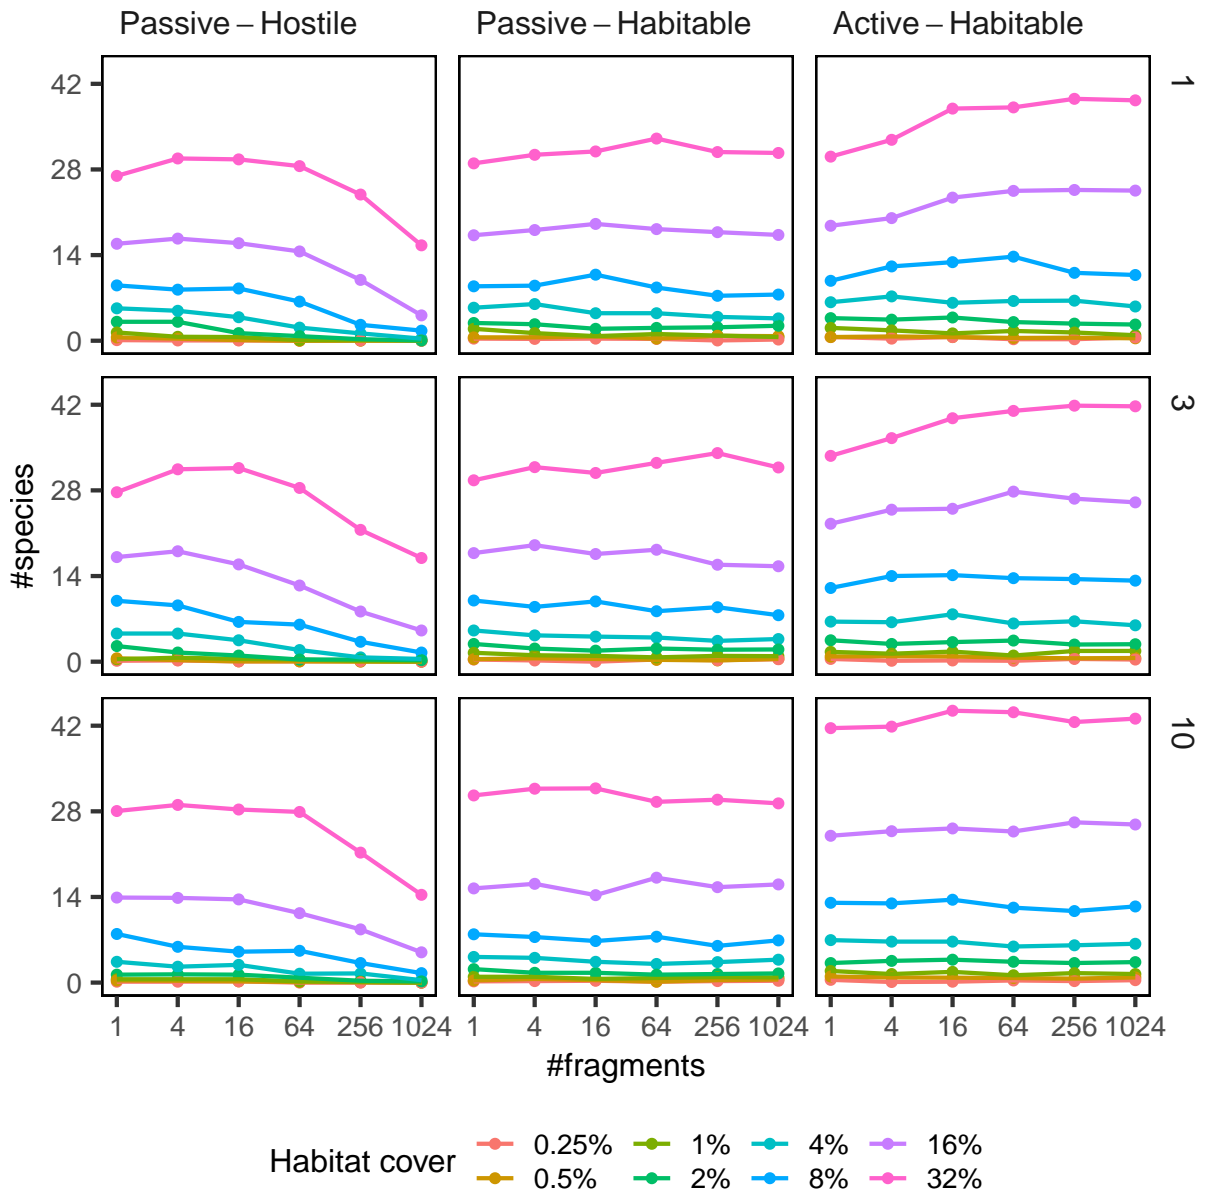 Passive – Hostile Passive – Habitable Active – Habitable
42
28
14
0
1
42
28
14
0
3
#species
42
28
14
0
10
1 4 16 64 256 1024 1 4 16 64 256 1024 1 4 16 64 256 1024
#fragments
Habitat cover
0.25% 1% 4% 16%
0.5% 2% 8% 32%